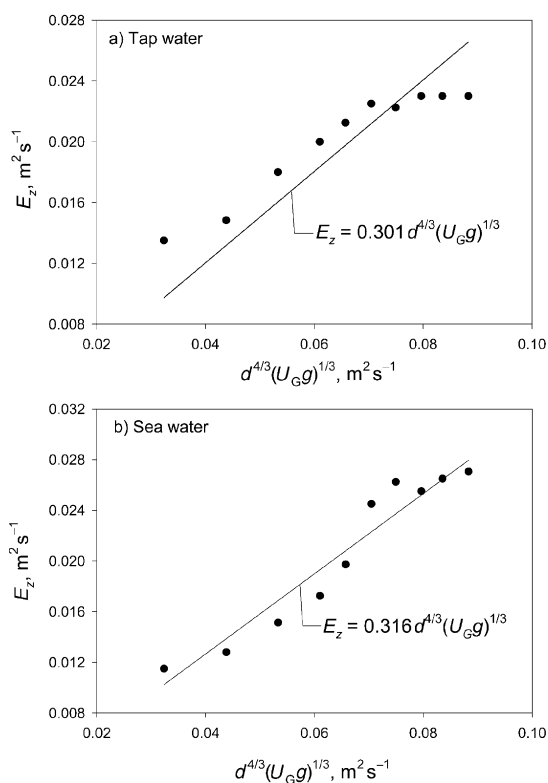 a) Tap water
0.028
0.024
0.020
0.016
0.012
0.008
E_z, m² s⁻¹
E_z = 0.301 d^4/3(U_G g)^1/3
0.02 0.04 0.06 0.08 0.10
d^4/3(U_G g)^1/3, m² s⁻¹
b) Sea water
0.032
0.028
0.024
0.020
0.016
0.012
0.008
E_z, m² s⁻¹
E_z = 0.316 d^4/3(U_G g)^1/3
0.02 0.04 0.06 0.08 0.10
d^4/3(U_G g)^1/3, m² s⁻¹